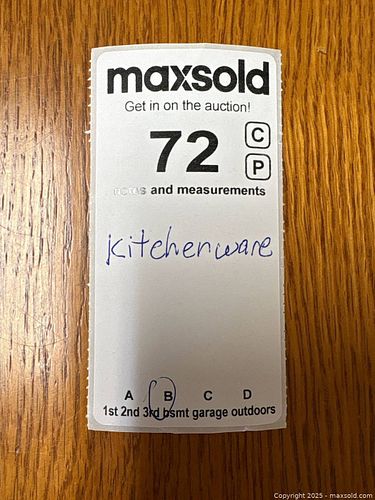 maxsold
Get in on the auction!
72
C
P
notes and measurements
kitchenware
A B C D
1st 2nd 3rd bsmt garage outdoors
Copyright 2025 - maxsold.com